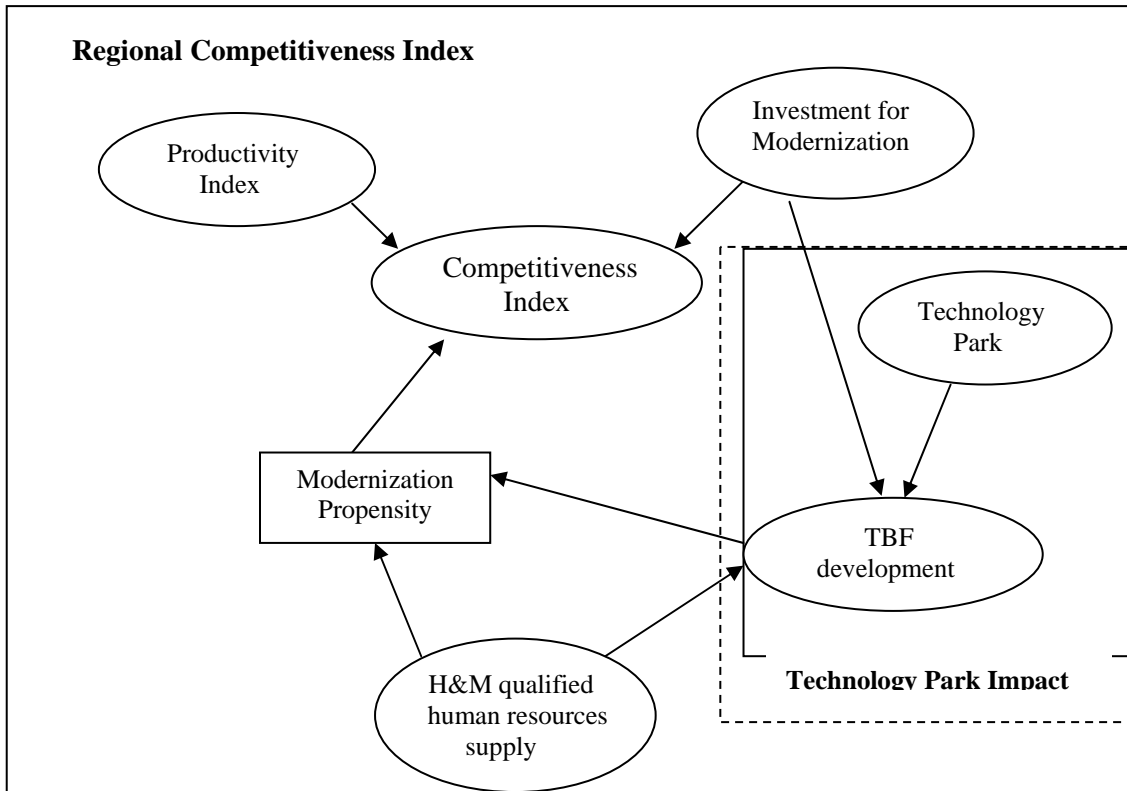 Regional Competitiveness Index
Investment for
Modernization
Productivity
Index
Competitiveness
Index
Technology
Park
Modernization
Propensity
TBF
development
H&M qualified
human resources
supply
Technology Park Impact